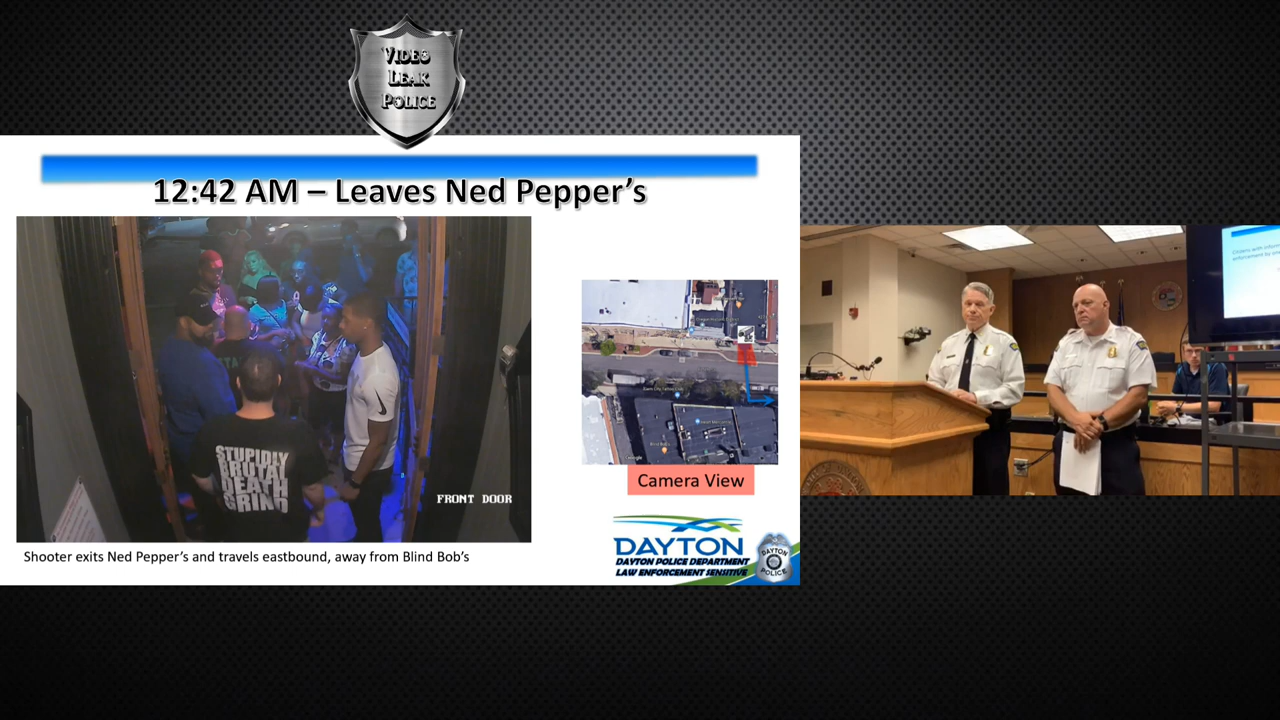 VIDEO
LEAK
POLICE
12:42 AM – Leaves Ned Pepper's
STUPIDLY
BRUTAL
DEATH
GRIND
FRONT DOOR
Camera View
Shooter exits Ned Pepper's and travels eastbound, away from Blind Bob's
DAYTON
DAYTON POLICE DEPARTMENT
LAW ENFORCEMENT SENSITIVE
DAYTON
POLICE